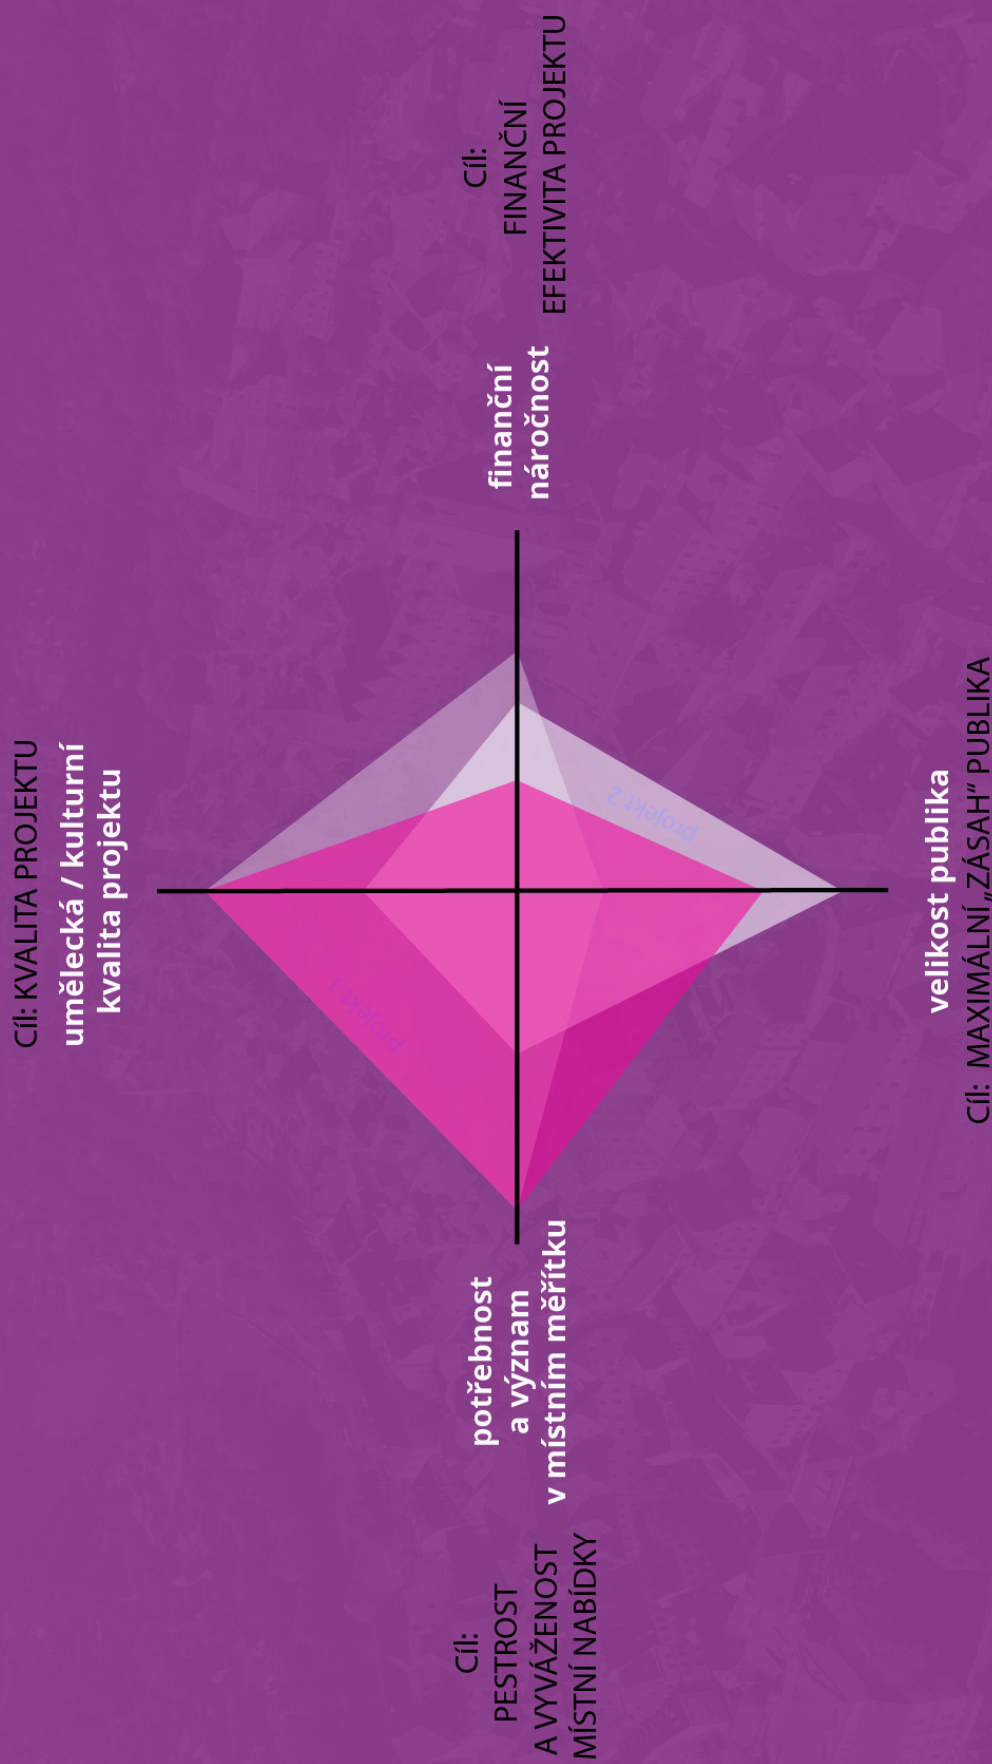 Cíl: KVALITA PROJEKTU
umělecká / kulturní
kvalita projektu
Cíl:
PESTROST
A VYVÁŽENOST
MÍSTNÍ NABÍDKY
potřebnost
a význam
v místním měřítku
projekt 1
projekt 2
finanční
náročnost
Cíl:
FINANČNÍ
EFEKTIVITA PROJEKTU
velikost publika
Cíl: MAXIMÁLNÍ „ZÁSAH“ PUBLIKA